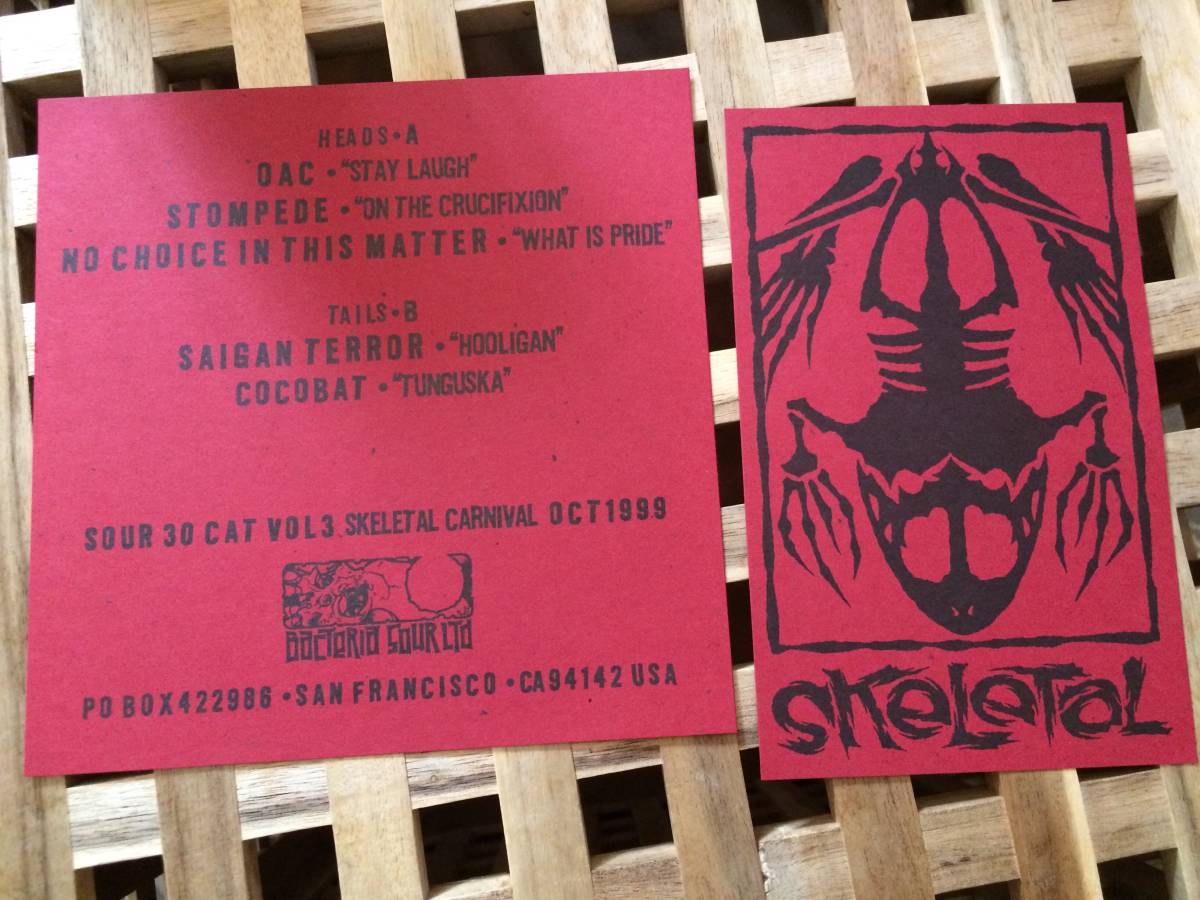 HEADS • A
OAC • "STAY LAUGH"
STOMPEDE • "ON THE CRUCIFIXION"
NO CHOICE IN THIS MATTER • "WHAT IS PRIDE"
TAILS • B
SAIGAN TERROR • "HOOLIGAN"
COCOBAT • "TUNGUSKA"
SOUR 30 CAT VOL3 SKELETAL CARNIVAL OCT1999
BACTERIA SOUR LTD
PO BOX422986 • SAN FRANCISCO • CA94142 USA
SKELETAL